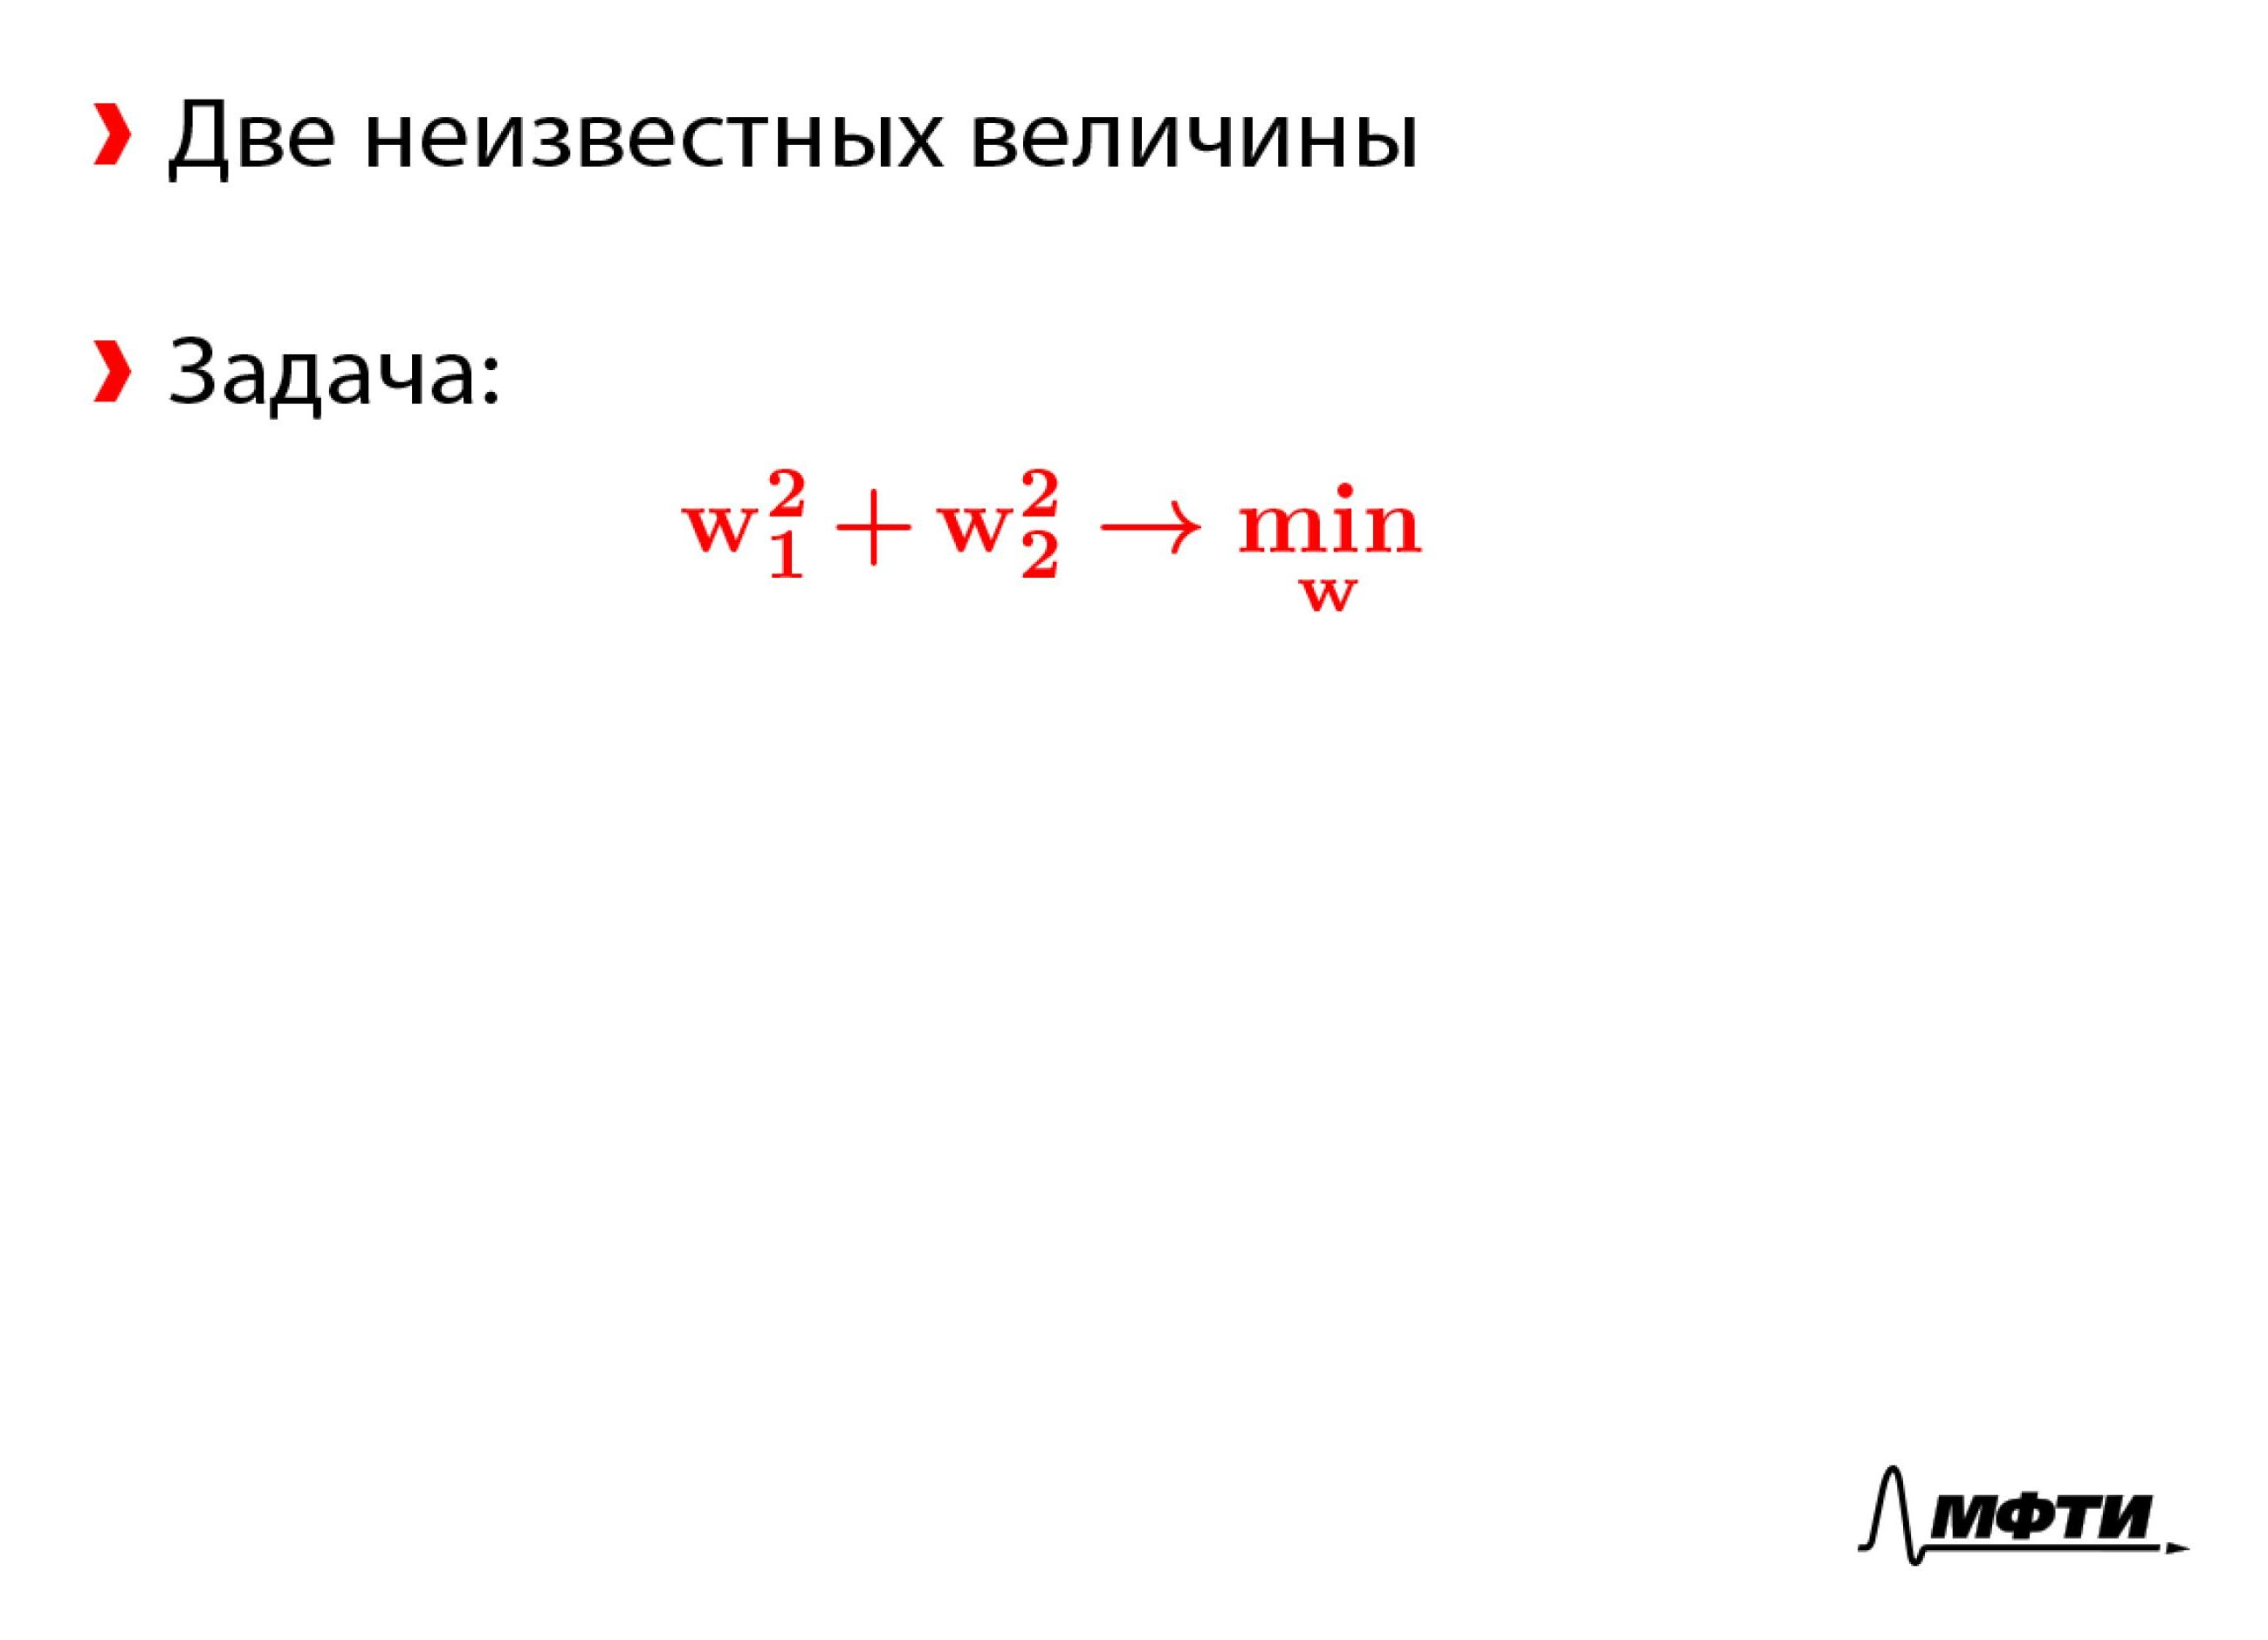 Две неизвестных величины
Задача:
w₁² + w₂² → min
w
МФТИ